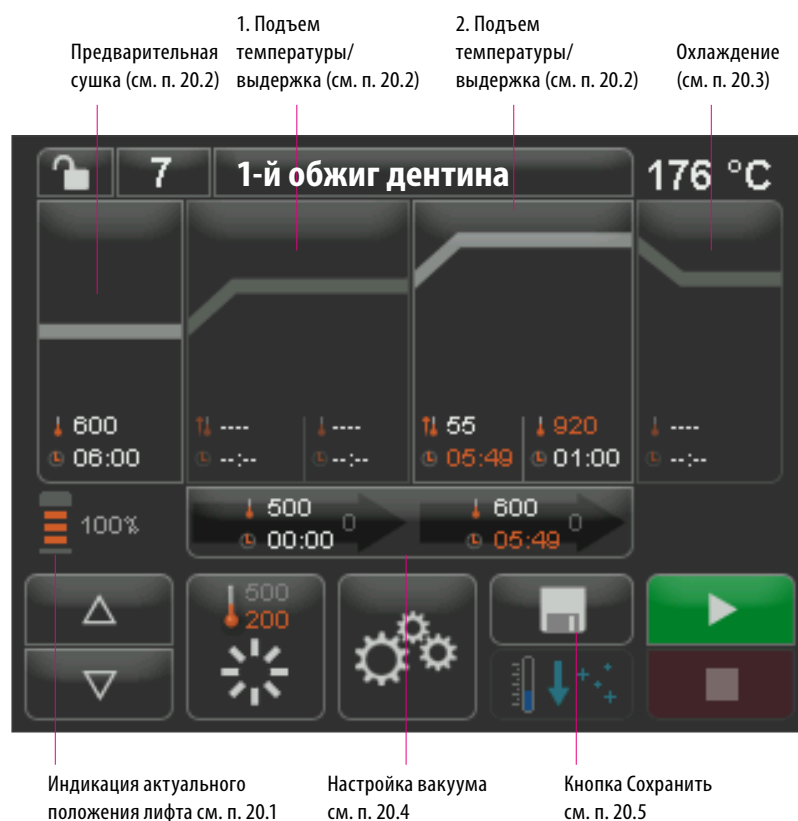 Предварительная
сушка (см. п. 20.2)
1. Подъем
температуры/
выдержка (см. п. 20.2)
2. Подъем
температуры/
выдержка (см. п. 20.2)
Охлаждение
(см. п. 20.3)
7 1-й обжиг дентина 176 °C
600 ---- ---- 55 920 ----
06:00 --:-- --:-- 05:49 01:00 --:--
100%
500 0 600 0
00:00 05:49
500
200
Индикация актуального
положения лифта см. п. 20.1
Настройка вакуума
см. п. 20.4
Кнопка Сохранить
см. п. 20.5